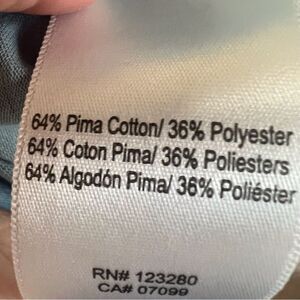 64% Pima Cotton/ 36% Polyester
64% Coton Pima/ 36% Poliesters
64% Algodón Pima/ 36% Poliéster
RN# 123280
CA# 07099